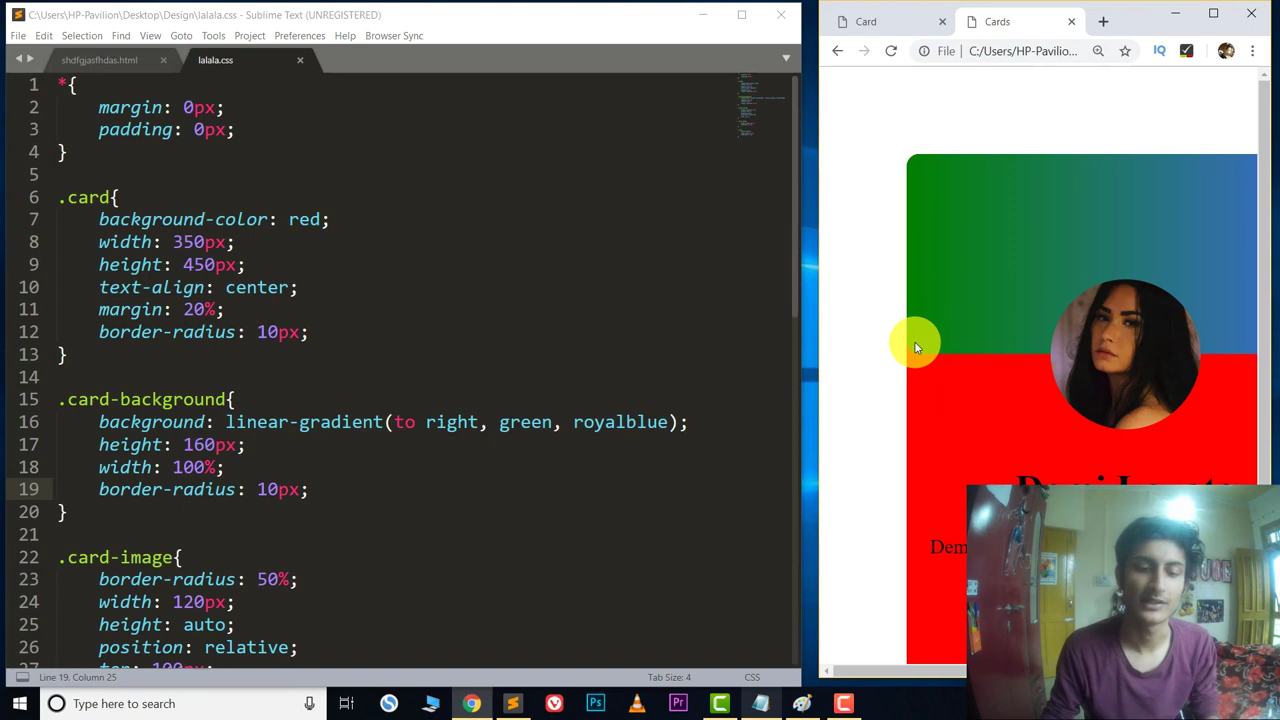 C:\Users\HP-Pavilion\Desktop\Design\lalala.css - Sublime Text (UNREGISTERED)
File Edit Selection Find View Goto Tools Project Preferences Help Browser Sync
shdfgjasfhdas.html lalala.css
1 *{
2 margin: 0px;
3 padding: 0px;
4 }
5
6 .card{
7 background-color: red;
8 width: 350px;
9 height: 450px;
10 text-align: center;
11 margin: 20%;
12 border-radius: 10px;
13 }
14
15 .card-background{
16 background: linear-gradient(to right, green, royalblue);
17 height: 160px;
18 width: 100%;
19 border-radius: 10px;
20 }
21
22 .card-image{
23 border-radius: 50%;
24 width: 120px;
25 height: auto;
26 position: relative;
27 top: 100px;
Line 19, Column 25 Tab Size: 4 CSS
Card Cards
File C:/Users/HP-Pavilio...
IQ
Dem
Type here to search
Ps Pr